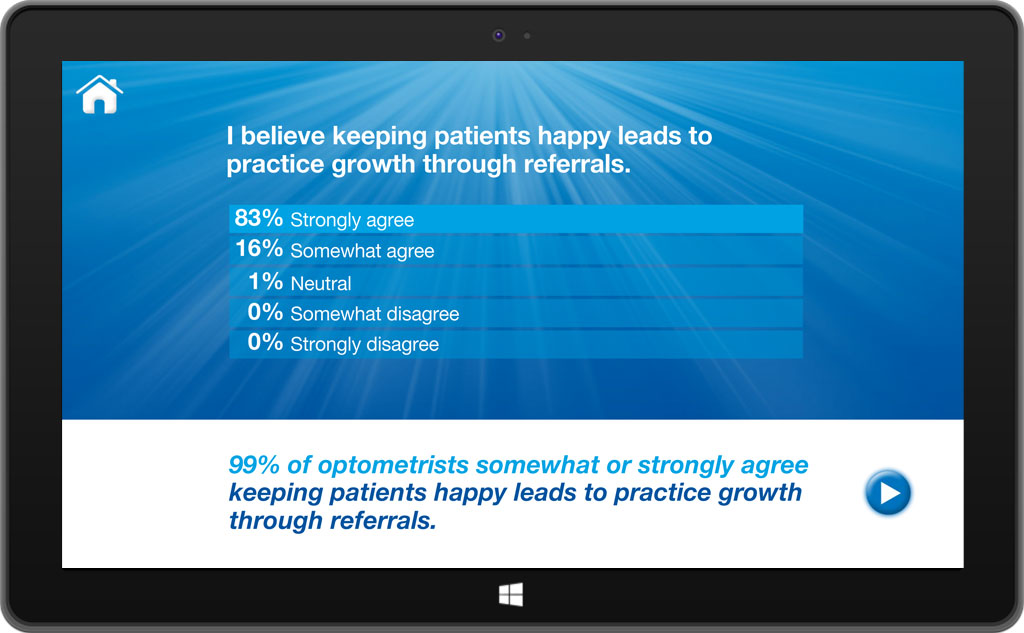 I believe keeping patients happy leads to
practice growth through referrals.
83% Strongly agree
16% Somewhat agree
1% Neutral
0% Somewhat disagree
0% Strongly disagree
99% of optometrists somewhat or strongly agree
keeping patients happy leads to practice growth
through referrals.